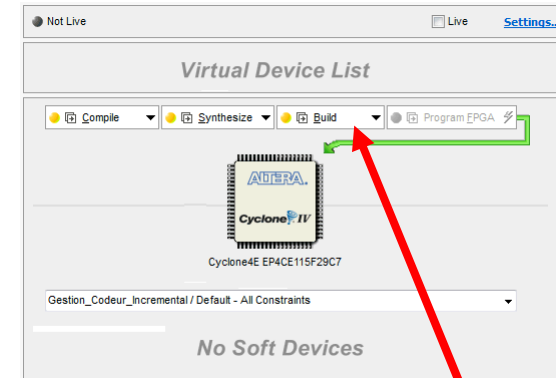 Not Live Live Settings..
Virtual Device List
Compile Synthesize Build Program FPGA
ALTERA.
Cyclone IV
Cyclone4E EP4CE115F29C7
Gestion_Codeur_Incremental / Default - All Constraints
No Soft Devices